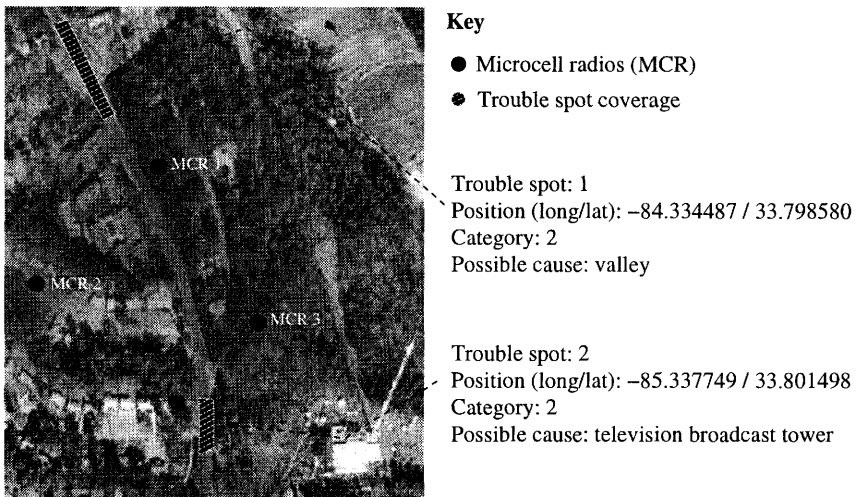 Key
Microcell radios (MCR)
Trouble spot coverage
MCR 1
MCR 2
MCR 3
Trouble spot: 1
Position (long/lat): −84.334487 / 33.798580
Category: 2
Possible cause: valley
Trouble spot: 2
Position (long/lat): −85.337749 / 33.801498
Category: 2
Possible cause: television broadcast tower